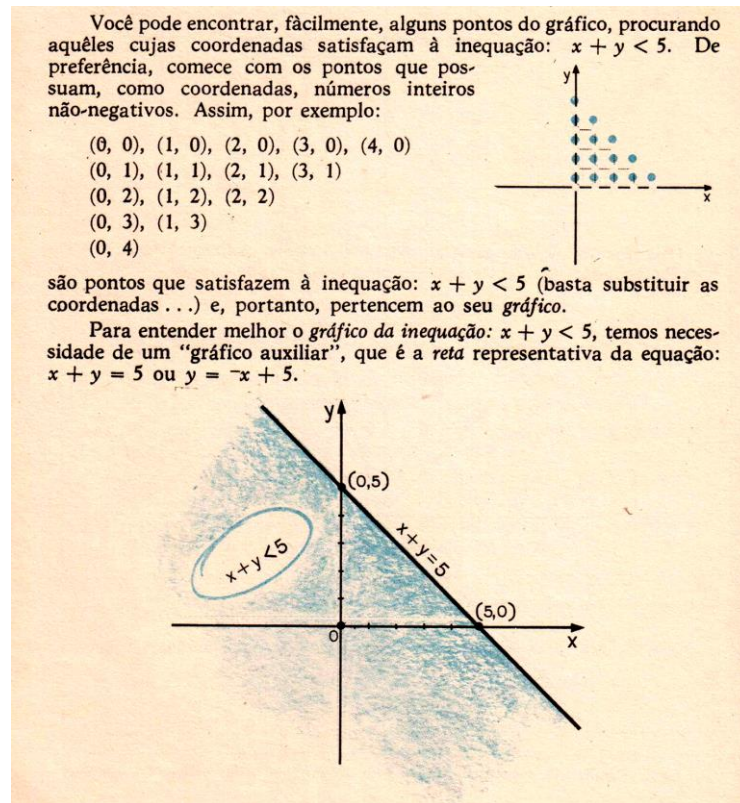 Você pode encontrar, fàcilmente, alguns pontos do gráfico, procurando
aquêles cujas coordenadas satisfaçam à inequação: x + y < 5. De
preferência, comece com os pontos que pos-
suam, como coordenadas, números inteiros
não-negativos. Assim, por exemplo:
y
x
(0, 0), (1, 0), (2, 0), (3, 0), (4, 0)
(0, 1), (1, 1), (2, 1), (3, 1)
(0, 2), (1, 2), (2, 2)
(0, 3), (1, 3)
(0, 4)
são pontos que satisfazem à inequação: x + y < 5 (basta substituir as
coordenadas . . .) e, portanto, pertencem ao seu gráfico.
Para entender melhor o gráfico da inequação: x + y < 5, temos neces-
sidade de um “gráfico auxiliar”, que é a reta representativa da equação:
x + y = 5 ou y = ⁻x + 5.
y
(0,5)
x+y=5
x+y<5
(5,0)
0
x